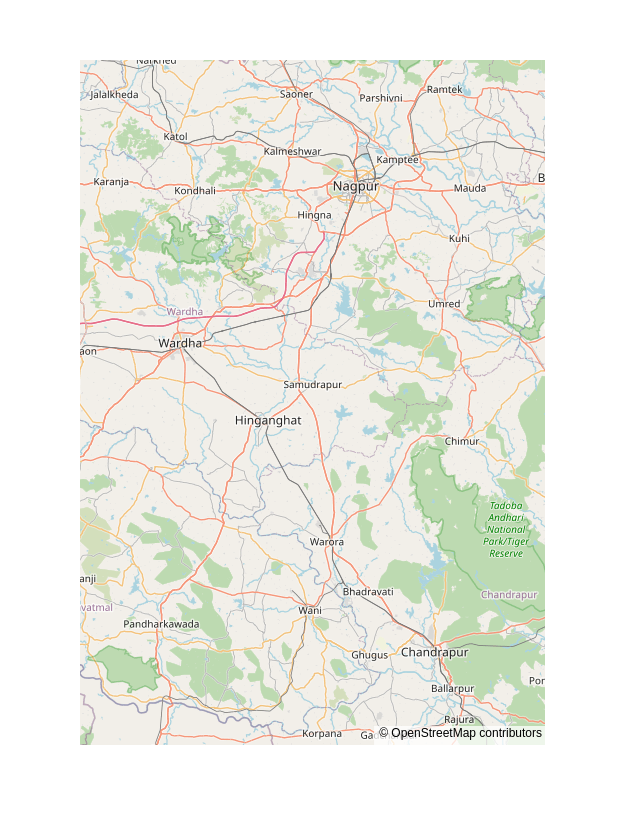 Narkhed
Jalalkheda
Saoner
Parshivni
Ramtek
Katol
Kalmeshwar
Kamptee
Karanja
Kondhali
Nagpur
Mauda
B
Hingna
Kuhi
Wardha
Umred
Wardha
aon
Samudrapur
Hinganghat
Chimur
Tadoba
Andhari
National
Park/Tiger
Reserve
Warora
anji
Bhadravati
Chandrapur
vatmal
Wani
Pandharkawada
Ghugus
Chandrapur
Por
Ballarpur
Rajura
Korpana
Ga
© OpenStreetMap contributors